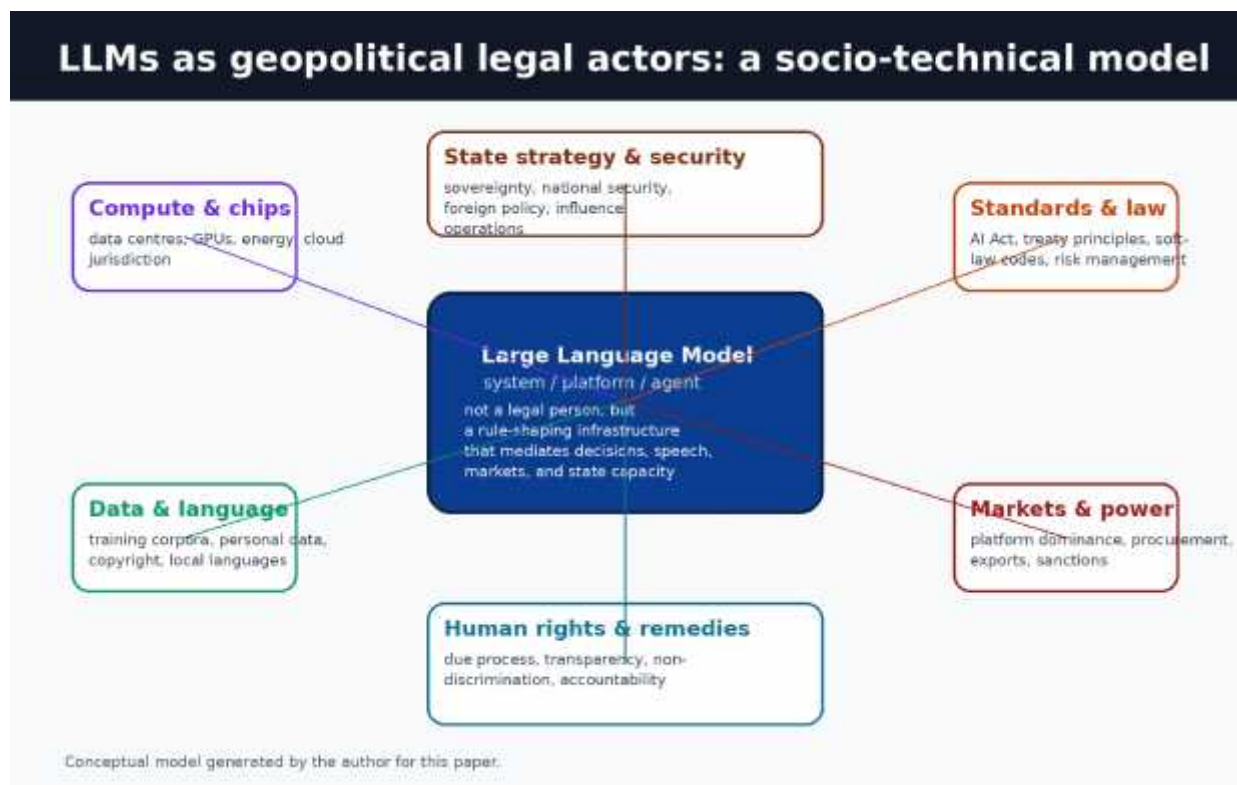 LLMs as geopolitical legal actors: a socio-technical model
State strategy & security
sovereignty, national security,
foreign policy, influence
operations
Compute & chips
data centres, GPUs, energy, cloud
jurisdiction
Standards & law
AI Act, treaty principles, soft-
law codes, risk management
Large Language Model
system / platform / agent
not a legal person, but
a rule-shaping infrastructure
that mediates decisions, speech,
markets, and state capacity
Data & language
training corpora, personal data,
copyright, local languages
Markets & power
platform dominance, procurement,
exports, sanctions
Human rights & remedies
due process, transparency, non-
discrimination, accountability
Conceptual model generated by the author for this paper.